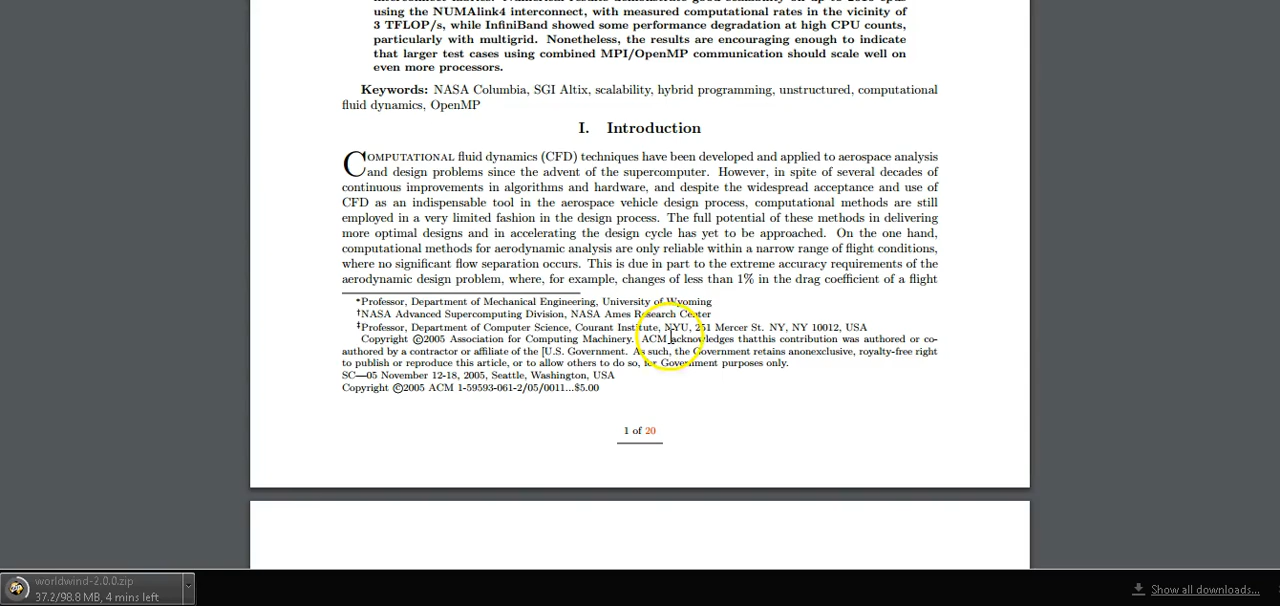 using the NUMAlink4 interconnect, with measured computational rates in the vicinity of
3 TFLOP/s, while InfiniBand showed some performance degradation at high CPU counts,
particularly with multigrid. Nonetheless, the results are encouraging enough to indicate
that larger test cases using combined MPI/OpenMP communication should scale well on
even more processors.
Keywords: NASA Columbia, SGI Altix, scalability, hybrid programming, unstructured, computational
fluid dynamics, OpenMP
I. Introduction
COMPUTATIONAL fluid dynamics (CFD) techniques have been developed and applied to aerospace analysis
and design problems since the advent of the supercomputer. However, in spite of several decades of
continuous improvements in algorithms and hardware, and despite the widespread acceptance and use of
CFD as an indispensable tool in the aerospace vehicle design process, computational methods are still
employed in a very limited fashion in the design process. The full potential of these methods in delivering
more optimal designs and in accelerating the design cycle has yet to be approached. On the one hand,
computational methods for aerodynamic analysis are only reliable within a narrow range of flight conditions,
where no significant flow separation occurs. This is due in part to the extreme accuracy requirements of the
aerodynamic design problem, where, for example, changes of less than 1% in the drag coefficient of a flight
*Professor, Department of Mechanical Engineering, University of Wyoming
†NASA Advanced Supercomputing Division, NASA Ames Research Center
‡Professor, Department of Computer Science, Courant Institute, NYU, 251 Mercer St. NY, NY 10012, USA
Copyright ©2005 Association for Computing Machinery. ACM acknowledges thatthis contribution was authored or co-
authored by a contractor or affiliate of the [U.S. Government. As such, the Government retains anonexclusive, royalty-free right
to publish or reproduce this article, or to allow others to do so, for Government purposes only.
SC—05 November 12-18, 2005, Seattle, Washington, USA
Copyright ©2005 ACM 1-59593-061-2/05/0011...$5.00
1 of 20
worldwind-2.0.0.zip
37.2/98.8 MB, 4 mins left
Show all downloads...